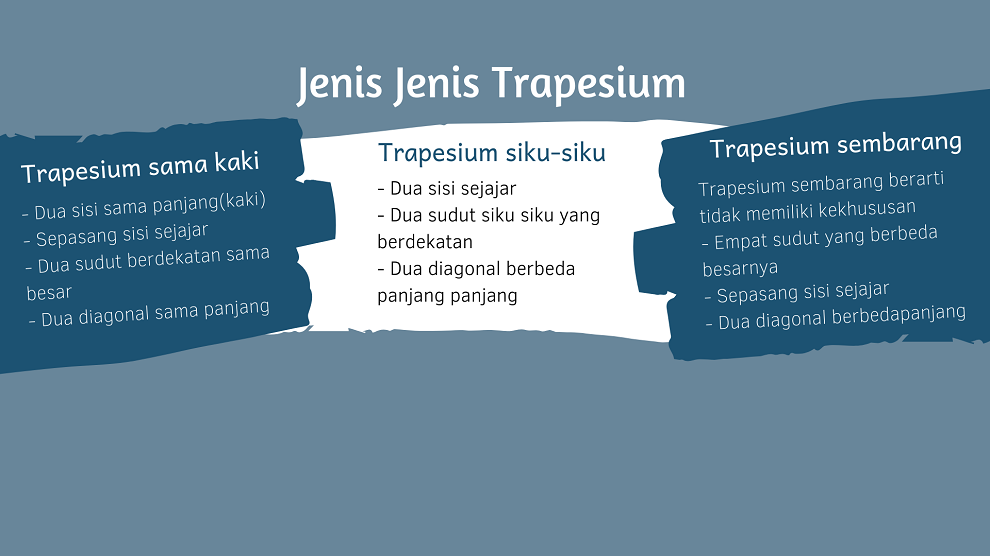 Jenis Jenis Trapesium
Trapesium sama kaki
- Dua sisi sama panjang(kaki)
- Sepasang sisi sejajar
- Dua sudut berdekatan sama
besar
- Dua diagonal sama panjang
Trapesium siku-siku
- Dua sisi sejajar
- Dua sudut siku siku yang
berdekatan
- Dua diagonal berbeda
panjang panjang
Trapesium sembarang
Trapesium sembarang berarti
tidak memiliki kekhususan
- Empat sudut yang berbeda
besarnya
- Sepasang sisi sejajar
- Dua diagonal berbedapanjang